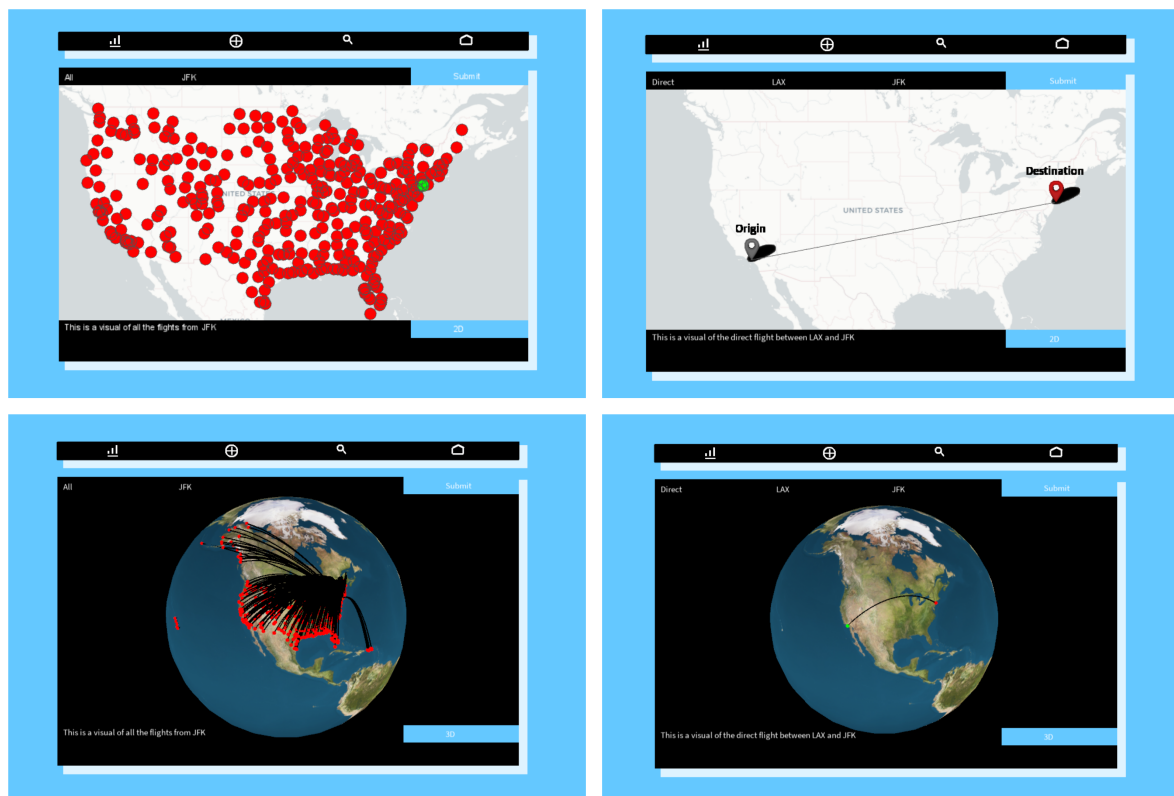 All JFK Submit
UNITED STATES
MEXICO
This is a visual of all the flights from JFK 2D
Direct LAX JFK Submit
Destination
UNITED STATES
Origin
This is a visual of the direct flight between LAX and JFK 2D
All JFK Submit
This is a visual of all the flights from JFK 3D
Direct LAX JFK Submit
This is a visual of the direct flight between LAX and JFK 3D